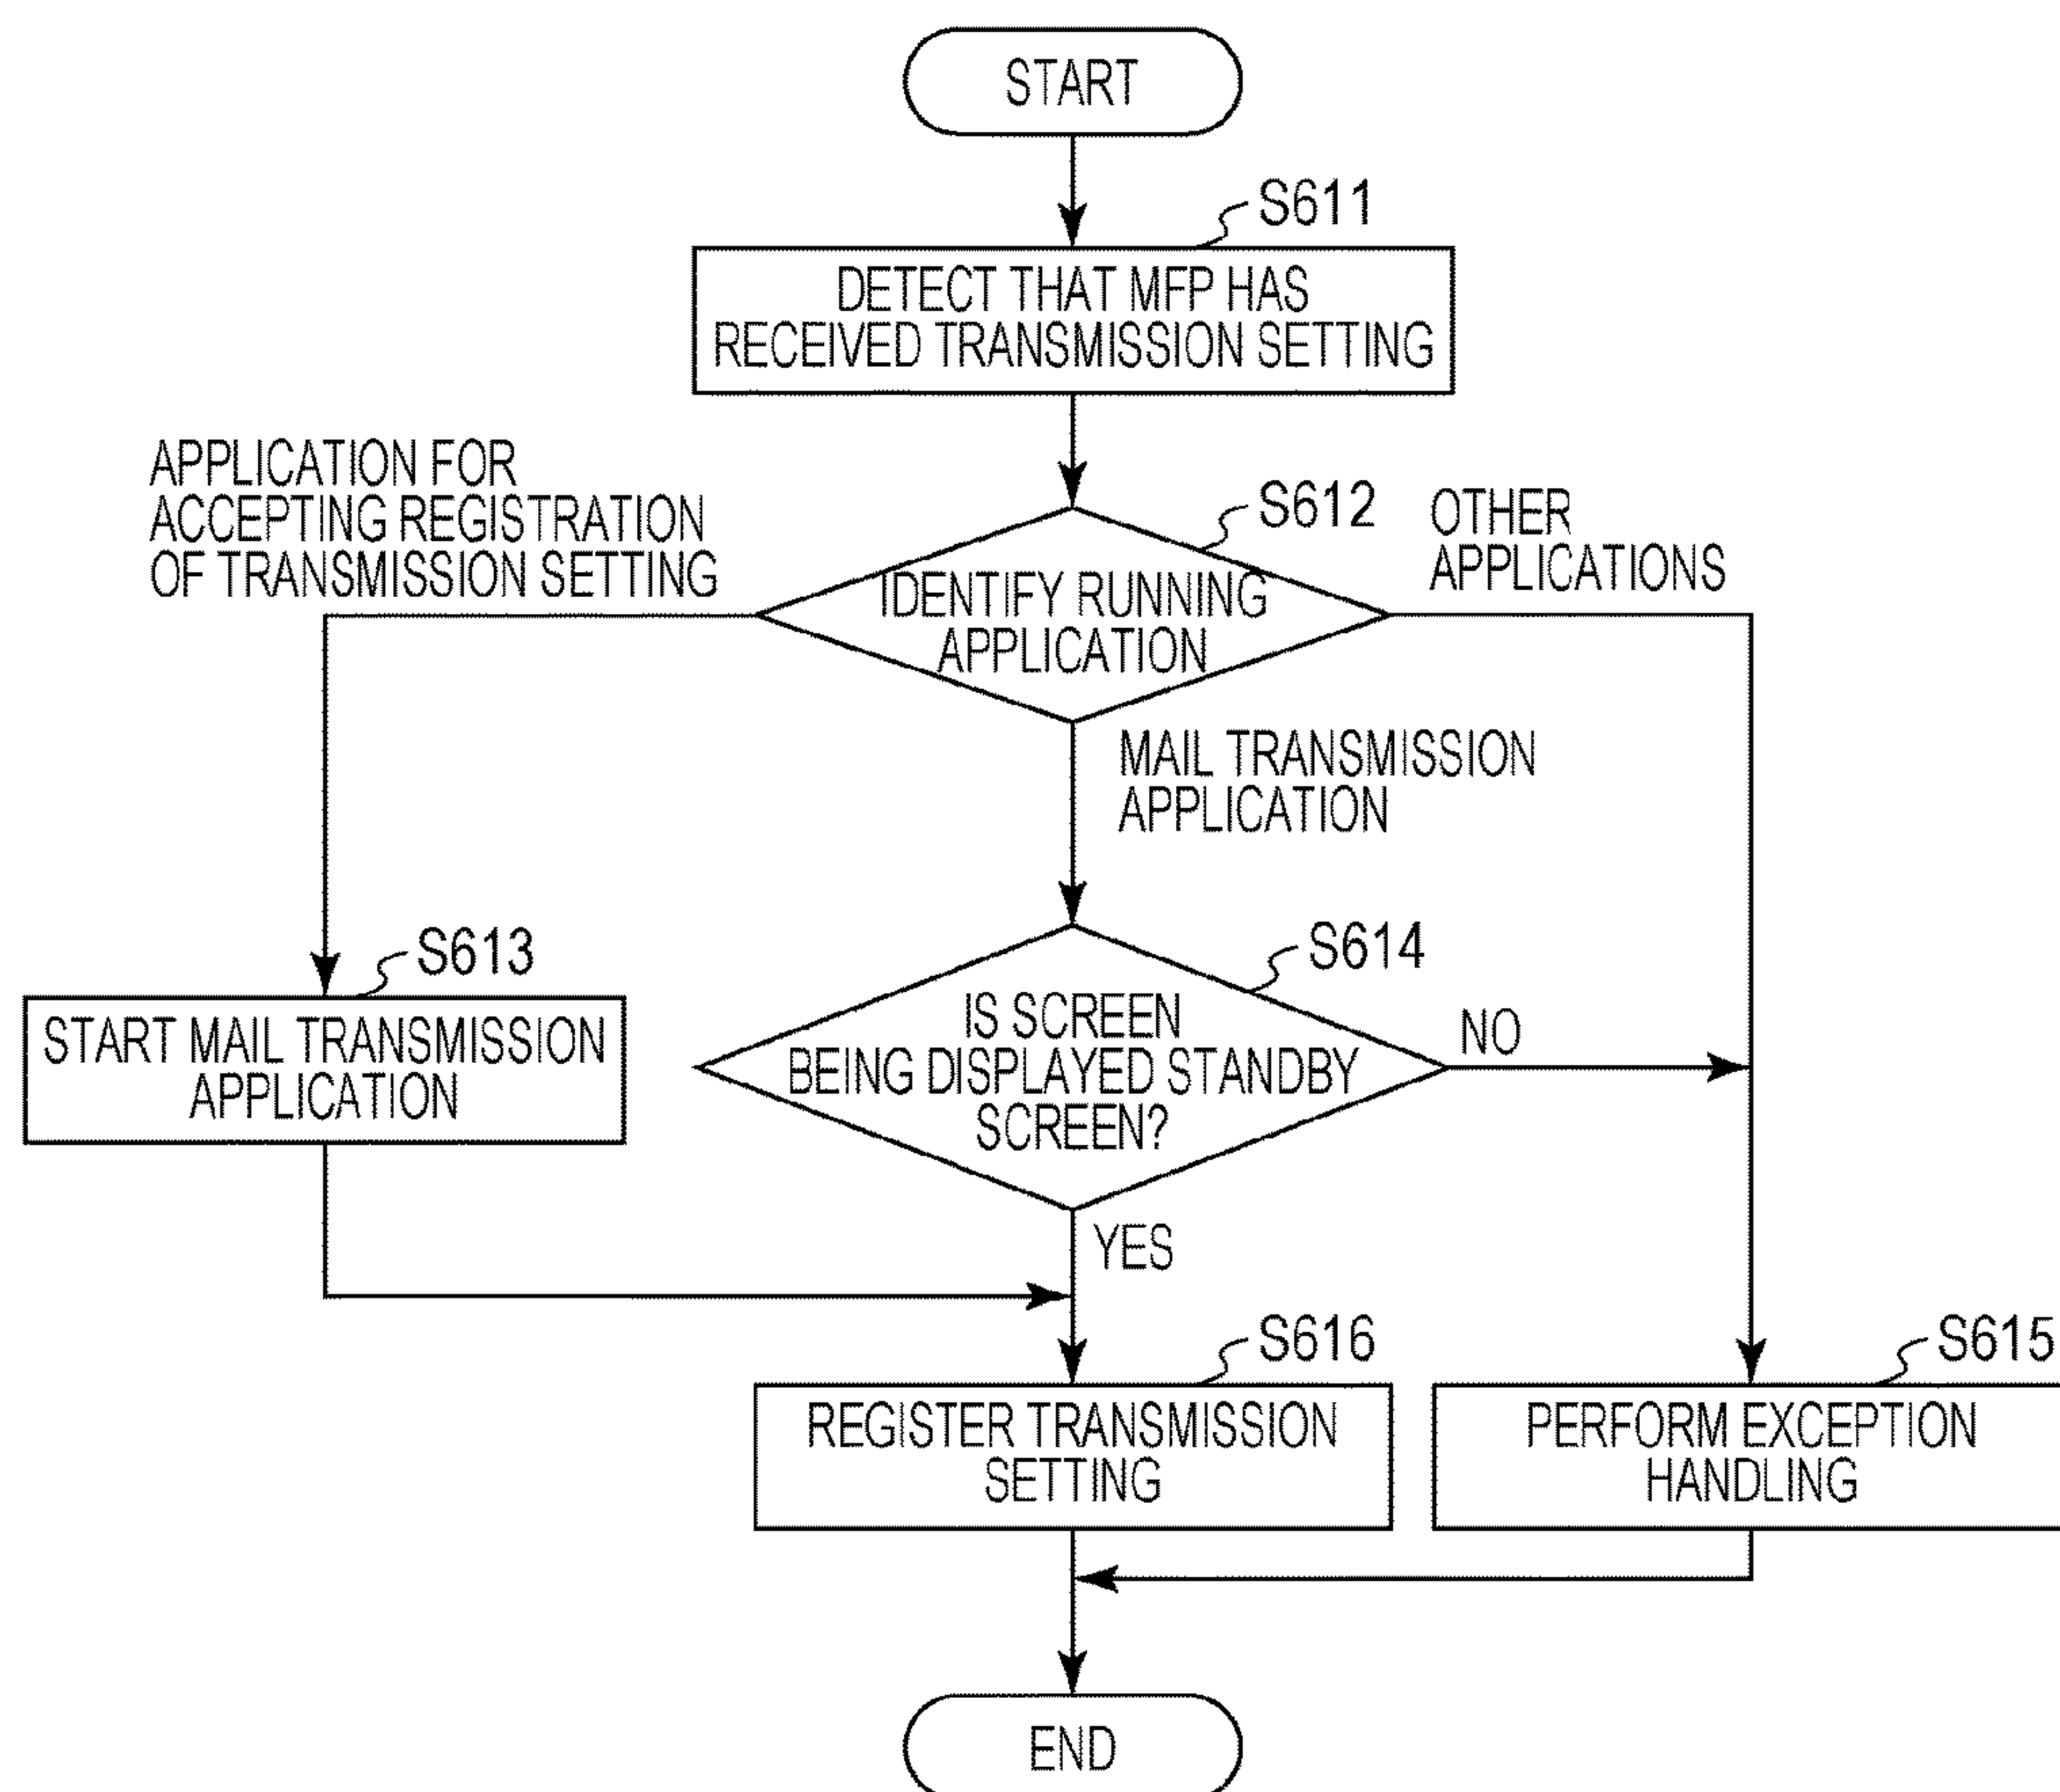 START
S611
DETECT THAT MFP HAS
RECEIVED TRANSMISSION SETTING
APPLICATION FOR
ACCEPTING REGISTRATION
OF TRANSMISSION SETTING
S612
OTHER
APPLICATIONS
IDENTIFY RUNNING
APPLICATION
MAIL TRANSMISSION
APPLICATION
S613
START MAIL TRANSMISSION
APPLICATION
S614
IS SCREEN
BEING DISPLAYED STANDBY
SCREEN?
NO
YES
S616
REGISTER TRANSMISSION
SETTING
S615
PERFORM EXCEPTION
HANDLING
END